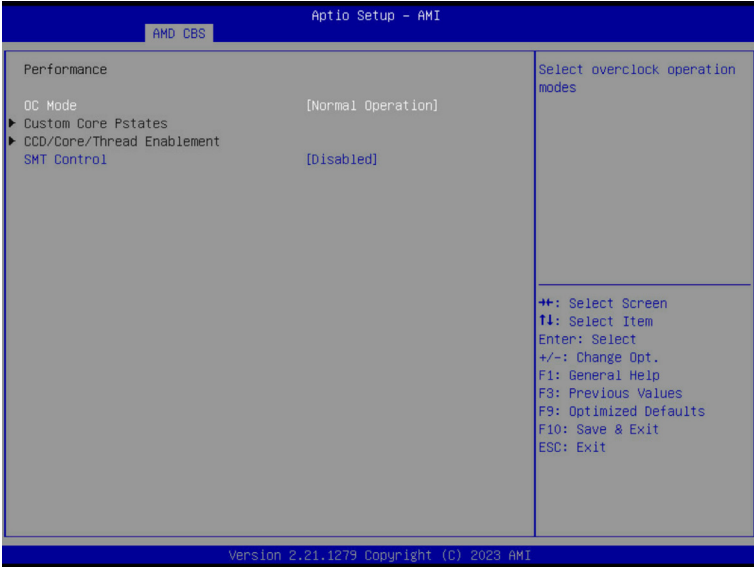 Aptio Setup – AMI
AMD CBS
Performance
OC Mode [Normal Operation]
Custom Core Pstates
CCD/Core/Thread Enablement
SMT Control [Disabled]
Select overclock operation
modes
→←: Select Screen
↑↓: Select Item
Enter: Select
+/-: Change Opt.
F1: General Help
F3: Previous Values
F9: Optimized Defaults
F10: Save & Exit
ESC: Exit
Version 2.21.1279 Copyright (C) 2023 AMI